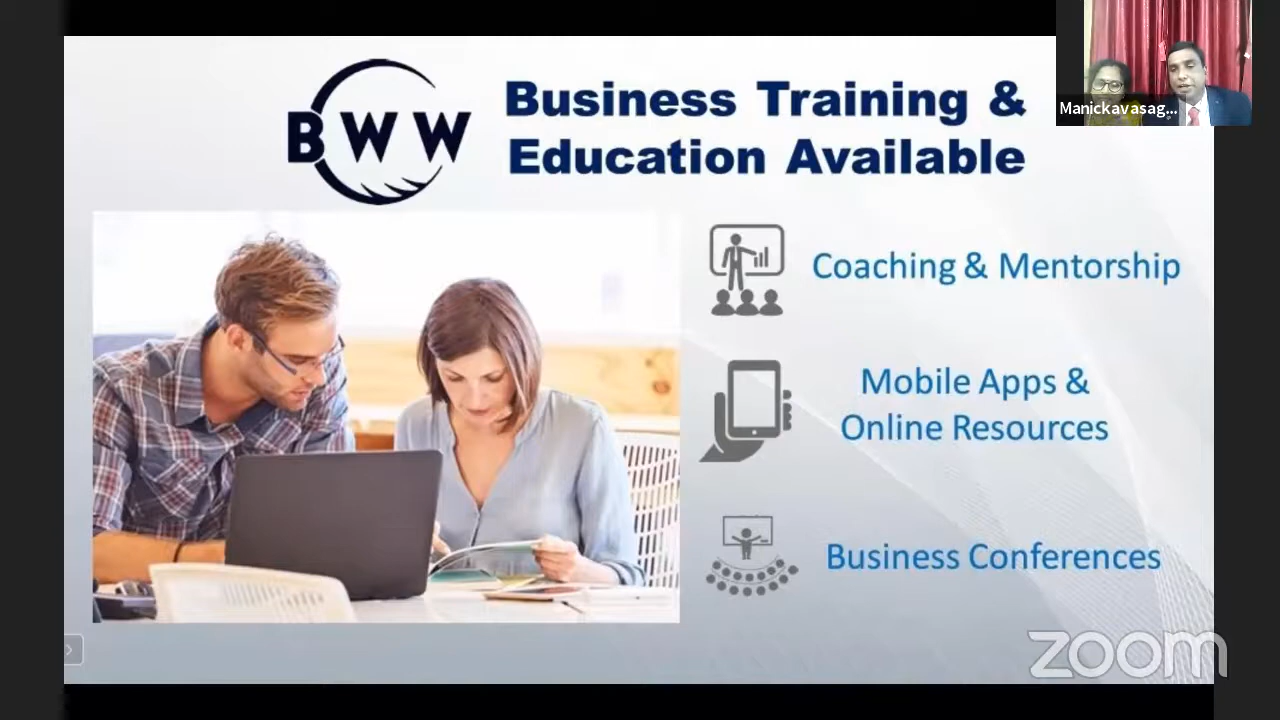 BWW
Business Training &
Education Available
Manickavasag...
Coaching & Mentorship
Mobile Apps &
Online Resources
Business Conferences
zoom